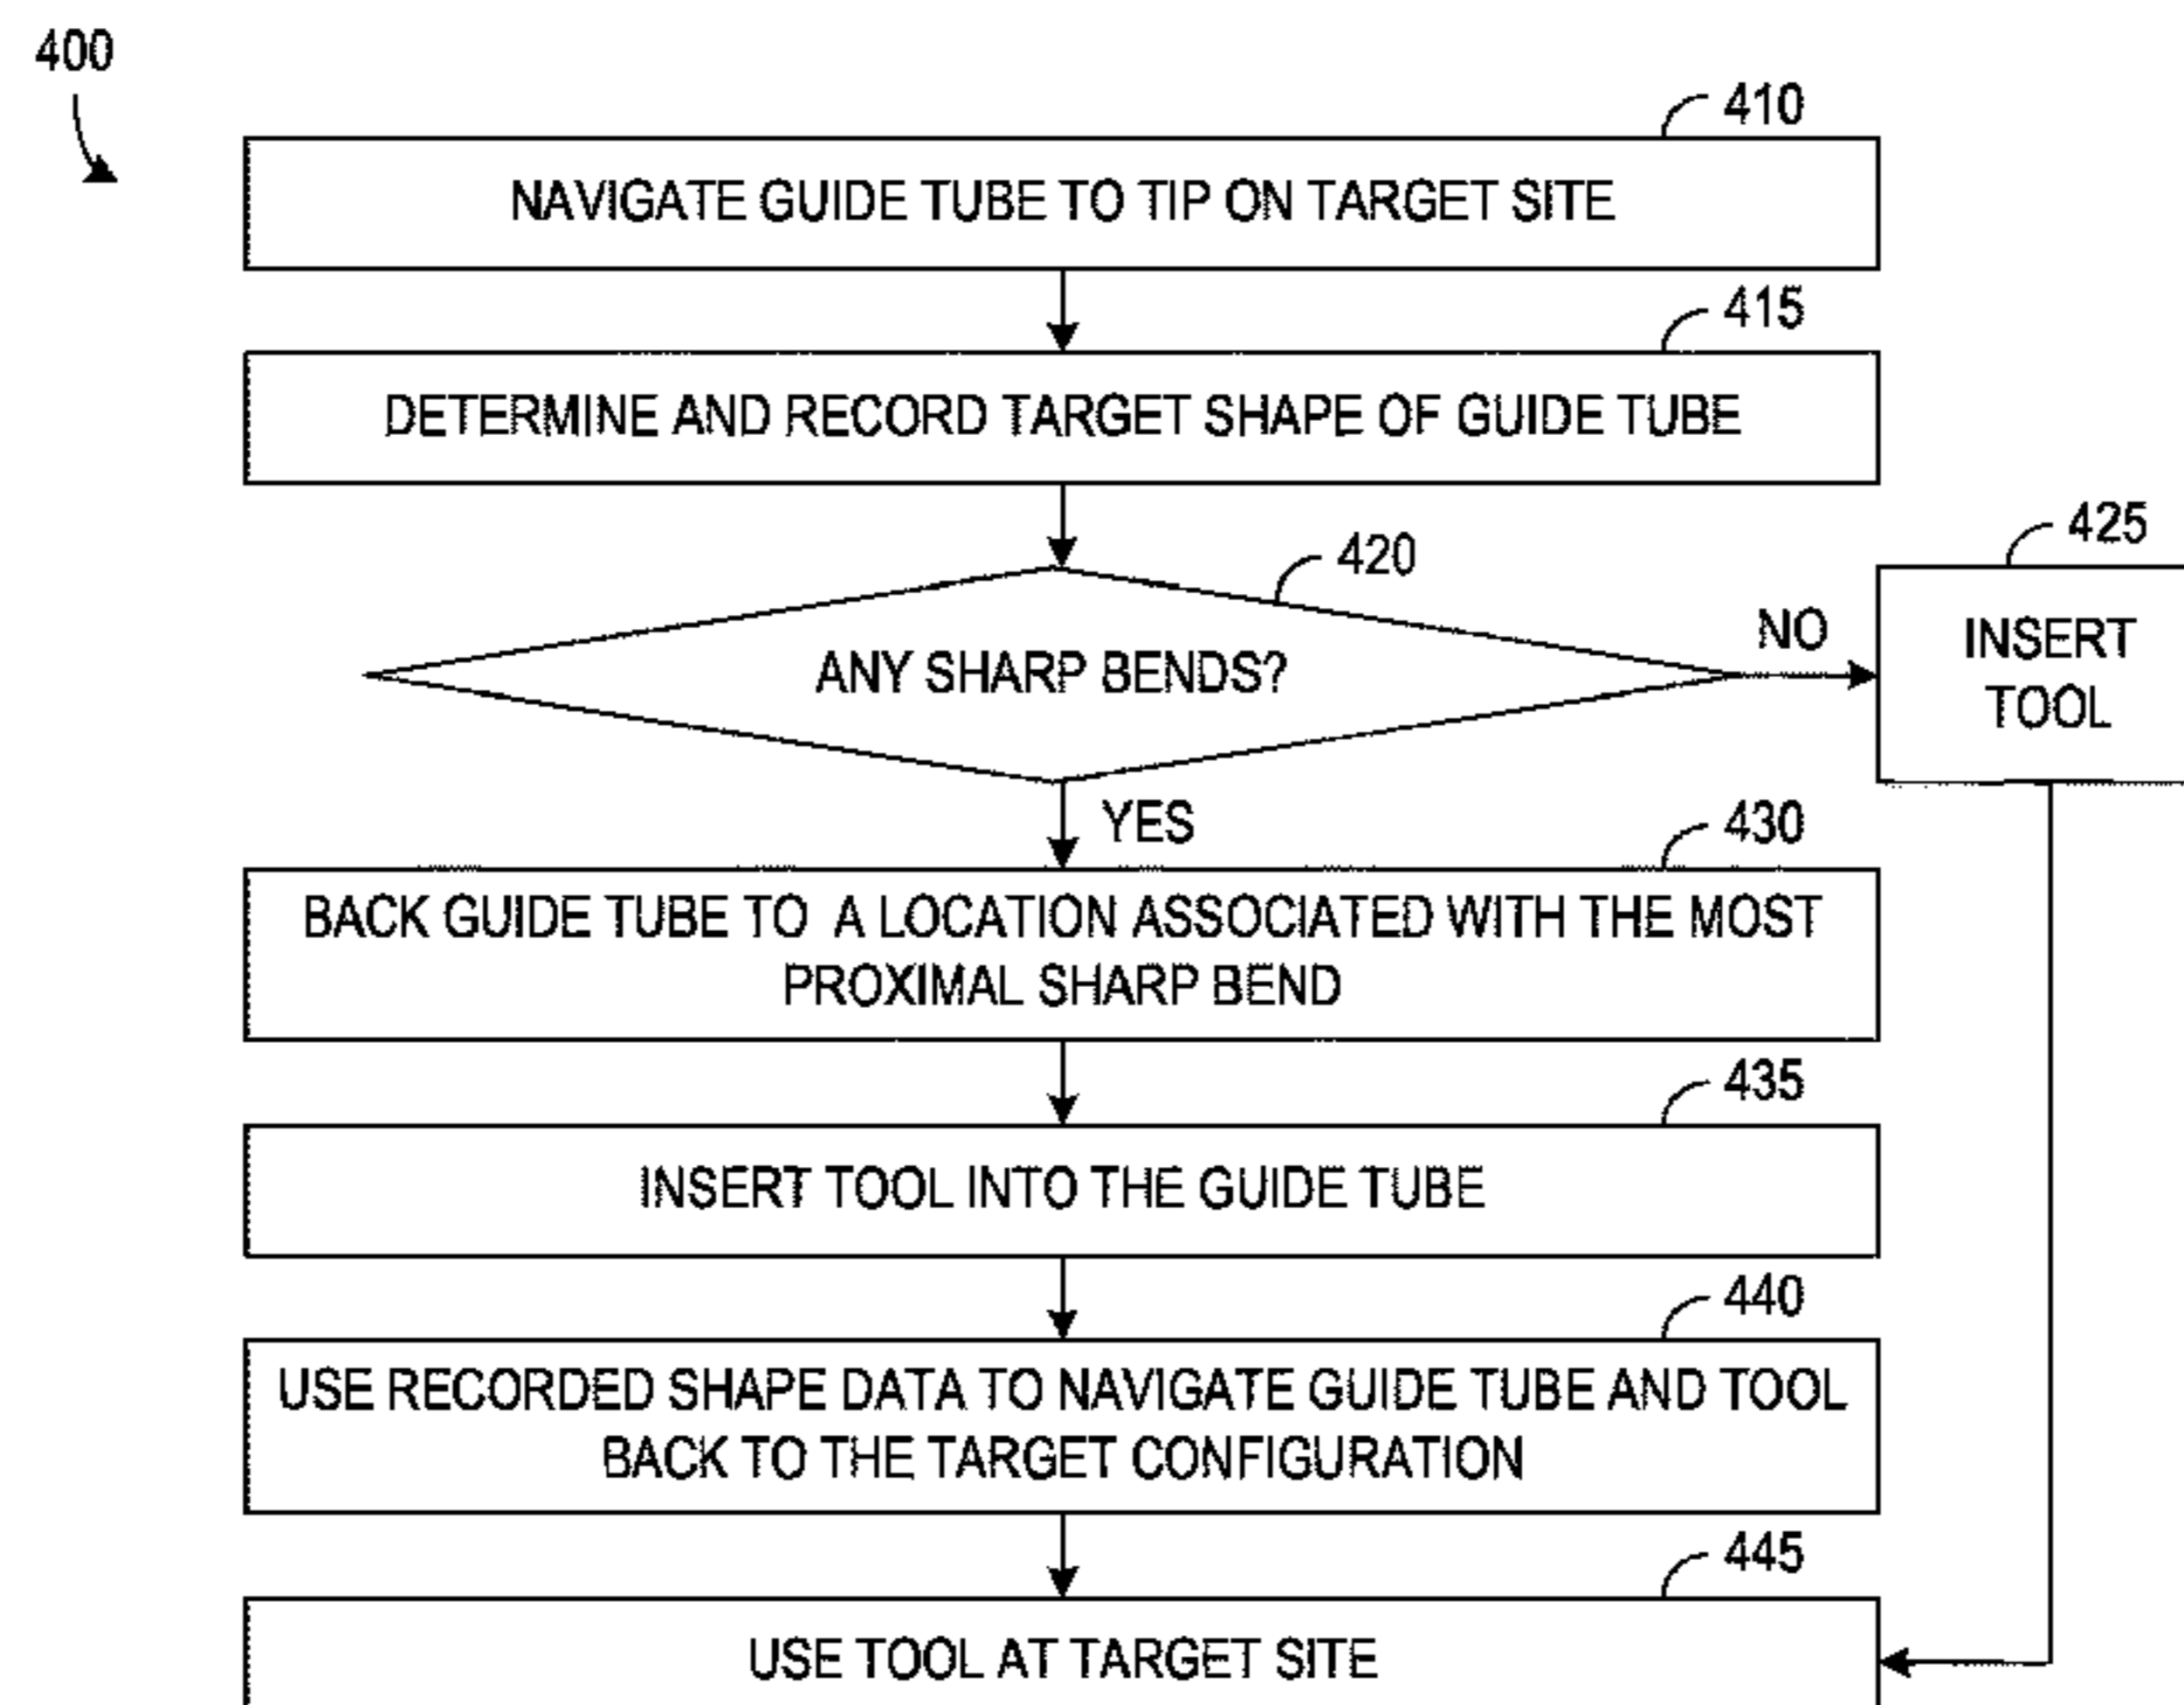 400
410
NAVIGATE GUIDE TUBE TO TIP ON TARGET SITE
415
DETERMINE AND RECORD TARGET SHAPE OF GUIDE TUBE
420
ANY SHARP BENDS?
NO
425
INSERT
TOOL
YES
430
BACK GUIDE TUBE TO A LOCATION ASSOCIATED WITH THE MOST
PROXIMAL SHARP BEND
435
INSERT TOOL INTO THE GUIDE TUBE
440
USE RECORDED SHAPE DATA TO NAVIGATE GUIDE TUBE AND TOOL
BACK TO THE TARGET CONFIGURATION
445
USE TOOL AT TARGET SITE